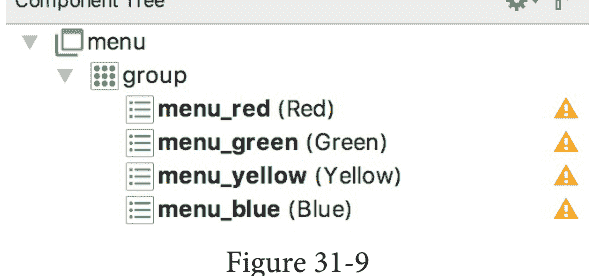 Component Tree
menu
group
menu_red (Red)
menu_green (Green)
menu_yellow (Yellow)
menu_blue (Blue)
Figure 31-9